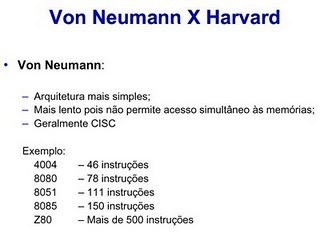 Von Neumann X Harvard
• Von Neumann:
– Arquitetura mais simples;
– Mais lento pois não permite acesso simultâneo às memórias;
– Geralmente CISC
Exemplo:
4004 – 46 instruções
8080 – 78 instruções
8051 – 111 instruções
8085 – 150 instruções
Z80 – Mais de 500 instruções